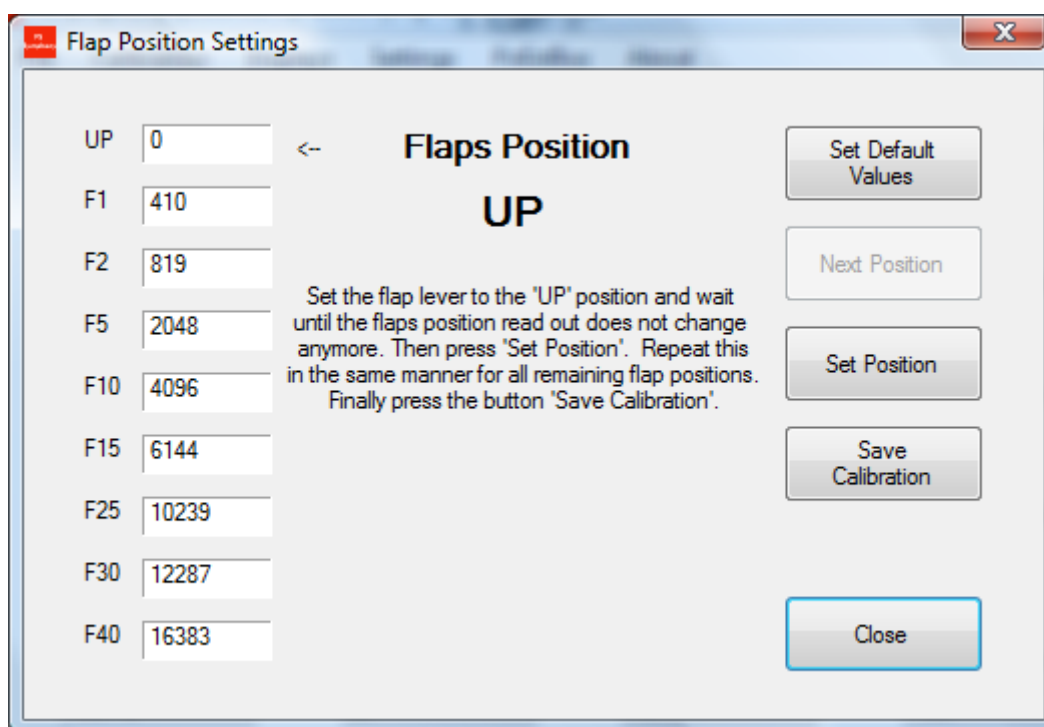 Flap Position Settings
UP 0 <-- Flaps Position
UP
F1 410
F2 819
F5 2048
F10 4096
F15 6144
F25 10239
F30 12287
F40 16383
Set the flap lever to the 'UP' position and wait
until the flaps position read out does not change
anymore. Then press 'Set Position'.  Repeat this
in the same manner for all remaining flap positions.
Finally press the button 'Save Calibration'.
Set Default
Values
Next Position
Set Position
Save
Calibration
Close